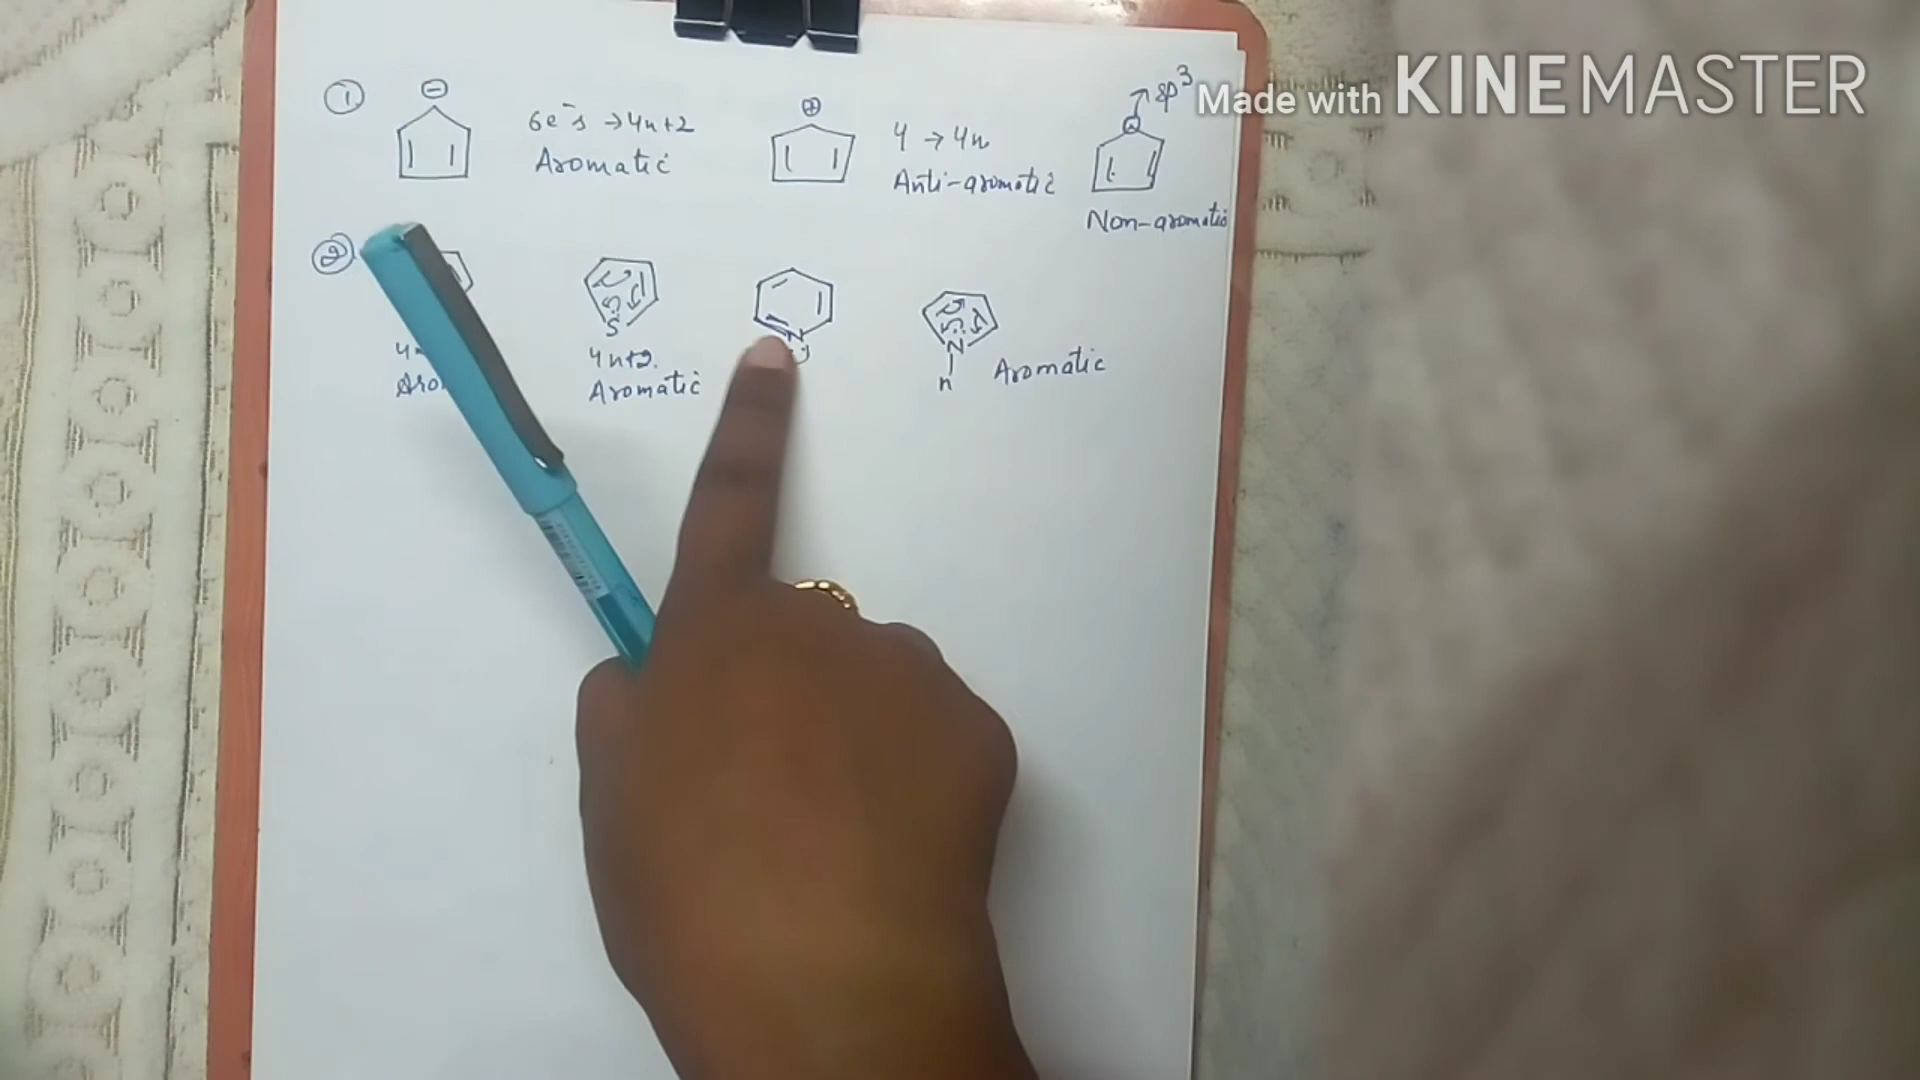 Made with KINEMASTER
① ⊖ 6e⁻s → 4n+2
Aromatic
⊕ 4 → 4n
Anti-aromatic
sp³
Non-aromatic
②
S
4n+2
Aromatic
N
N
H
Aromatic